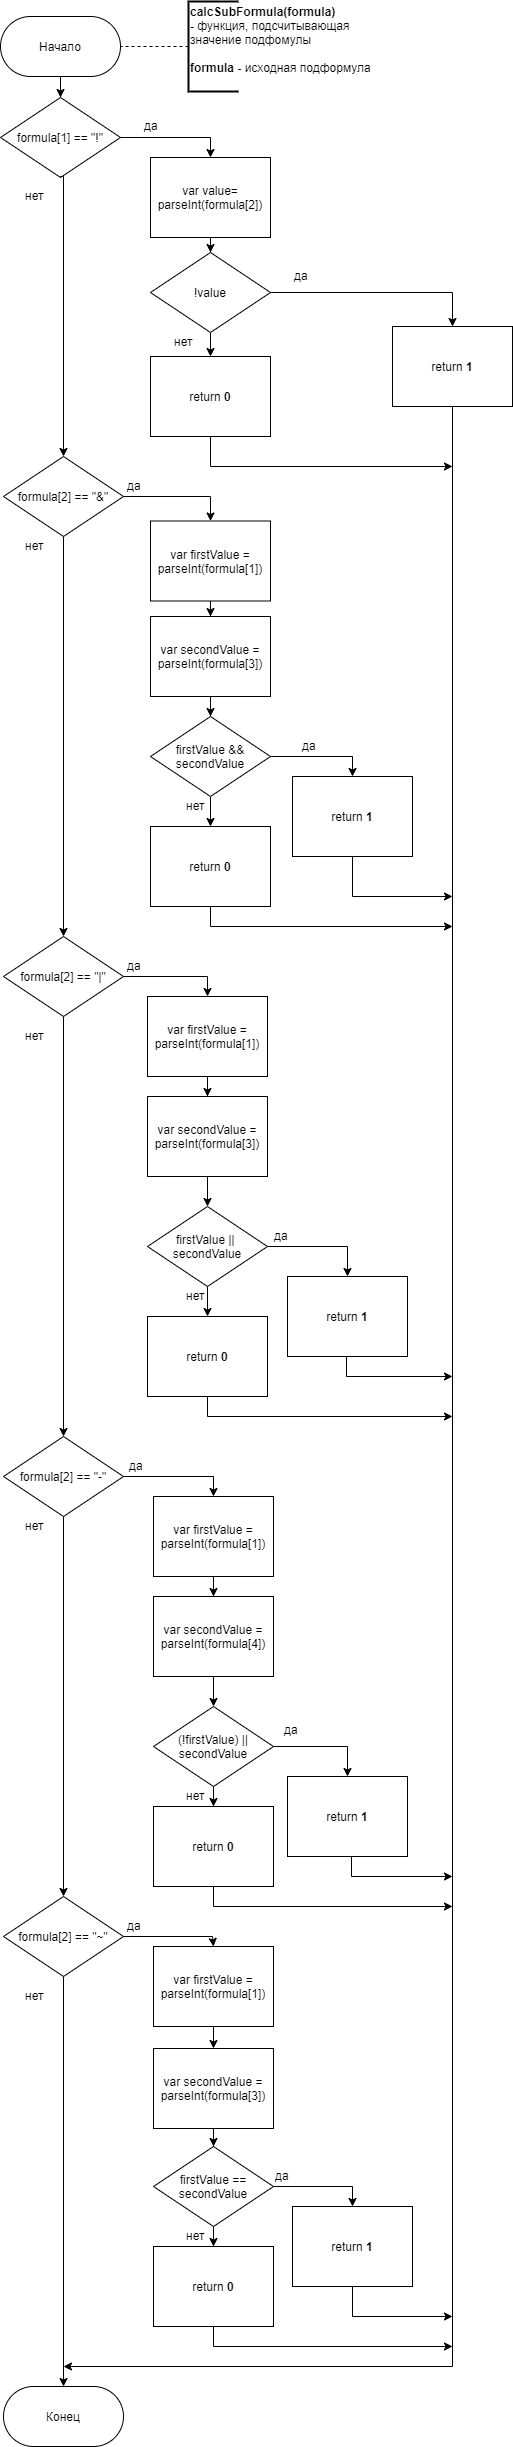 calcSubFormula(formula)
- функция, подсчитывающая
значение подфомулы
formula - исходная подформула
Начало
formula[1] == "!"
да
нет
var value=
parseInt(formula[2])
!value
да
нет
return 1
return 0
formula[2] == "&"
да
нет
var firstValue =
parseInt(formula[1])
var secondValue =
parseInt(formula[3])
firstValue &&
secondValue
да
нет
return 1
return 0
formula[2] == "|"
да
нет
var firstValue =
parseInt(formula[1])
var secondValue =
parseInt(formula[3])
firstValue ||
secondValue
да
нет
return 1
return 0
formula[2] == "-"
да
нет
var firstValue =
parseInt(formula[1])
var secondValue =
parseInt(formula[4])
(!firstValue) ||
secondValue
да
нет
return 1
return 0
formula[2] == "~"
да
нет
var firstValue =
parseInt(formula[1])
var secondValue =
parseInt(formula[3])
firstValue ==
secondValue
да
нет
return 1
return 0
Конец